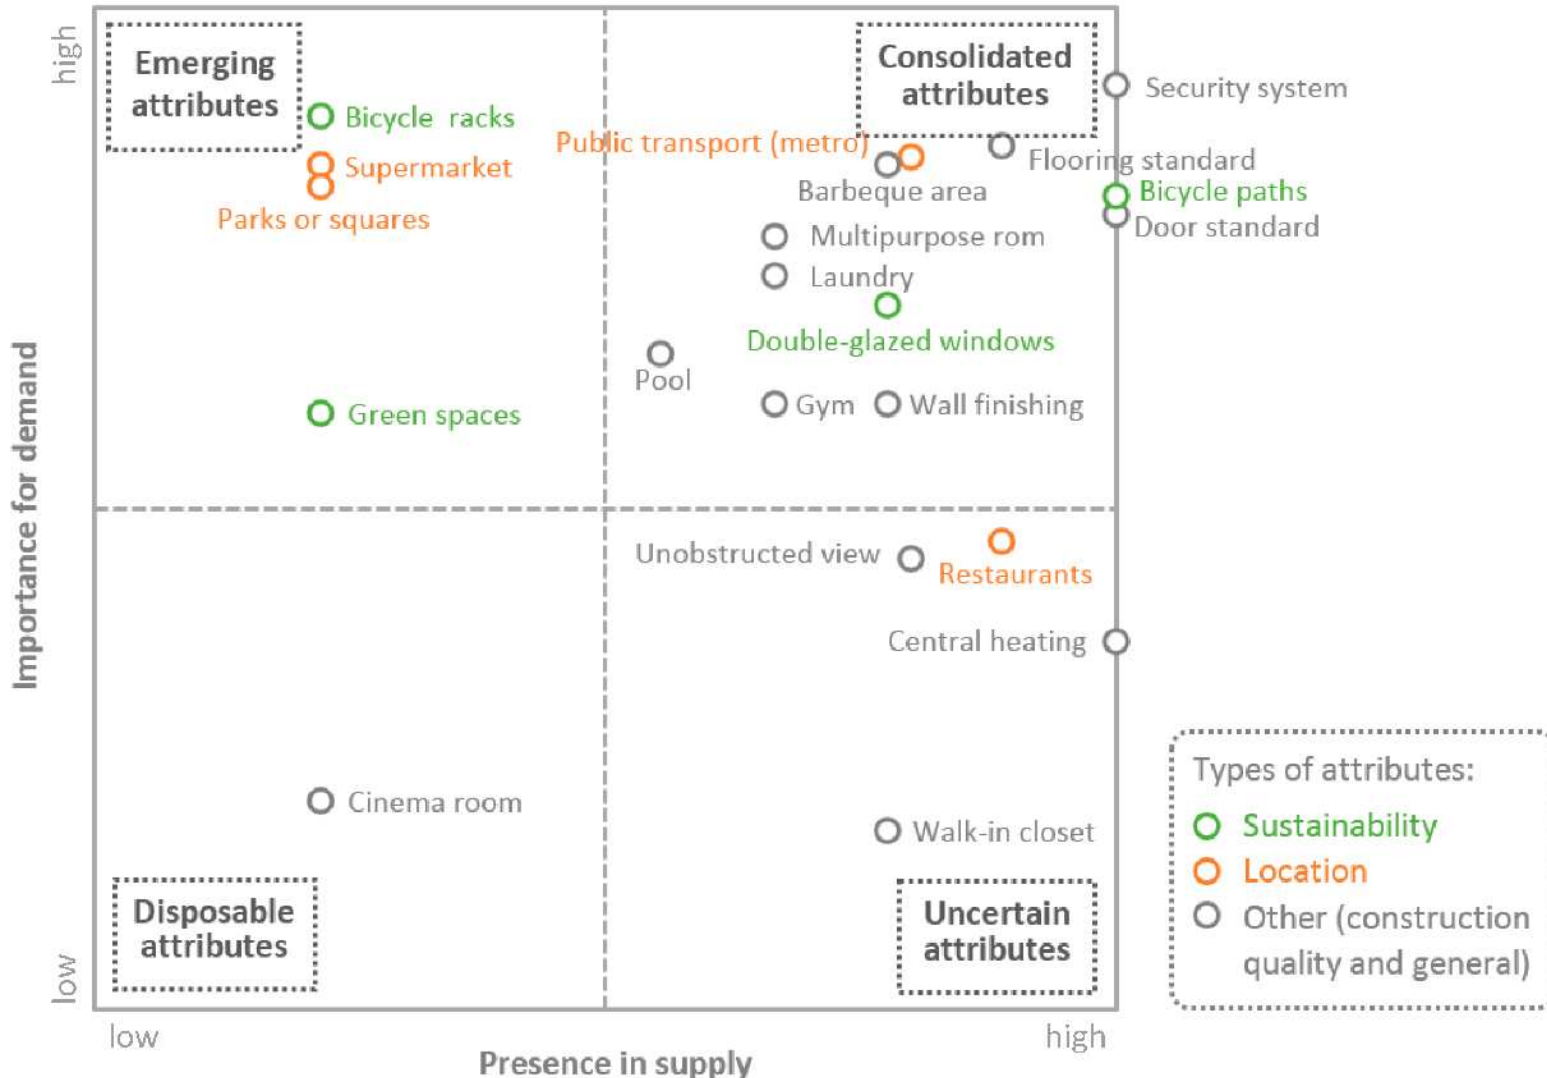 high
Emerging
attributes
Consolidated
attributes
Security system
Bicycle racks
Public transport (metro)
Flooring standard
Supermarket
Barbeque area
Bicycle paths
Parks or squares
Door standard
Multipurpose rom
Laundry
Double-glazed windows
Pool
Gym
Wall finishing
Green spaces
Importance for demand
Unobstructed view
Restaurants
Central heating
Cinema room
Walk-in closet
Disposable
attributes
Uncertain
attributes
low
low
high
Presence in supply
Types of attributes:
Sustainability
Location
Other (construction
quality and general)